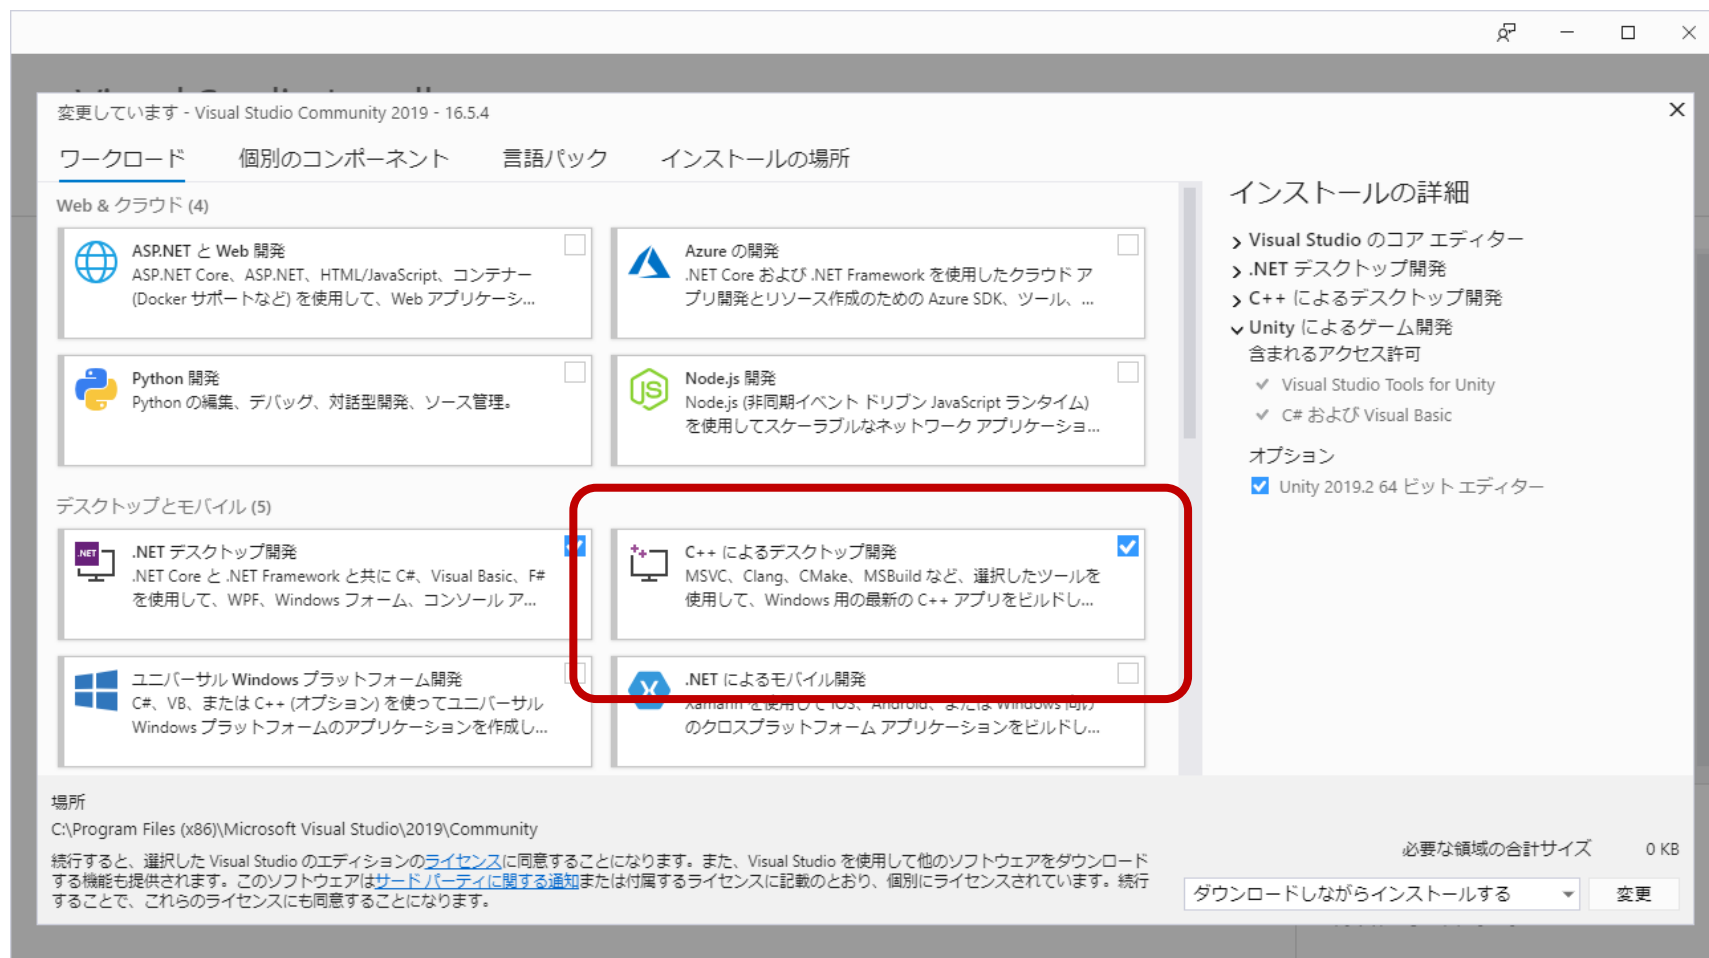 変更しています - Visual Studio Community 2019 - 16.5.4
ワークロード
個別のコンポーネント
言語パック
インストールの場所
Web & クラウド (4)
ASP.NET と Web 開発
ASP.NET Core、ASP.NET、HTML/JavaScript、コンテナー
(Docker サポートなど) を使用して、Web アプリケーシ...
Azure の開発
.NET Core および .NET Framework を使用したクラウド ア
プリ開発とリソース作成のための Azure SDK、ツール、...
Python 開発
Python の編集、デバッグ、対話型開発、ソース管理。
JS
Node.js 開発
Node.js (非同期イベント ドリブン JavaScript ランタイム)
を使用してスケーラブルなネットワーク アプリケーショ...
デスクトップとモバイル (5)
.NET
.NET デスクトップ開発
.NET Core と .NET Framework と共に C#、Visual Basic、F#
を使用して、WPF、Windows フォーム、コンソール ア...
C++ によるデスクトップ開発
MSVC、Clang、CMake、MSBuild など、選択したツールを
使用して、Windows 用の最新の C++ アプリをビルドし...
ユニバーサル Windows プラットフォーム開発
C#、VB、または C++ (オプション) を使ってユニバーサル
Windows プラットフォームのアプリケーションを作成し...
.NET によるモバイル開発
Xamarin を使用して iOS、Android、または Windows 向け
のクロスプラットフォーム アプリケーションをビルドし...
インストールの詳細
Visual Studio のコア エディター
.NET デスクトップ開発
C++ によるデスクトップ開発
Unity によるゲーム開発
含まれるアクセス許可
Visual Studio Tools for Unity
C# および Visual Basic
オプション
Unity 2019.2 64 ビット エディター
場所
C:\Program Files (x86)\Microsoft Visual Studio\2019\Community
続行すると、選択した Visual Studio のエディションのライセンスに同意することになります。また、Visual Studio を使用して他のソフトウェアをダウンロード
する機能も提供されます。このソフトウェアはサード パーティに関する通知または付属するライセンスに記載のとおり、個別にライセンスされています。続行
することで、これらのライセンスにも同意することになります。
必要な領域の合計サイズ 0 KB
ダウンロードしながらインストールする
変更